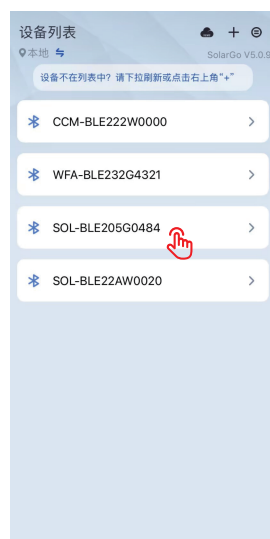 设备列表
本地
SolarGo V5.0.9
设备不在列表中？请下拉刷新或点击右上角“+”
CCM-BLE222W0000
WFA-BLE232G4321
SOL-BLE205G0484
SOL-BLE22AW0020